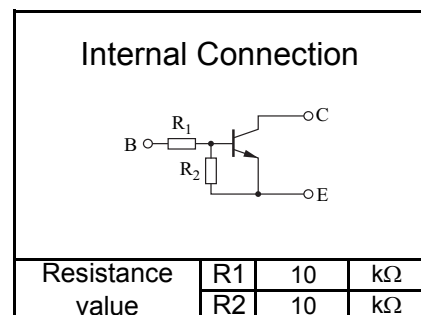 Internal Connection
C
R1
B
R2
E
Resistance value R1 10 kΩ
R2 10 kΩ